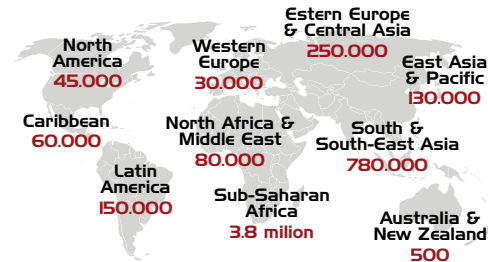 Estern Europe
& Central Asia
250.000
North
America
45.000
Western
Europe
30.000
East Asia
& Pacific
130.000
Caribbean
60.000
North Africa &
Middle East
80.000
South &
South-East Asia
780.000
Latin
America
150.000
Sub-Saharan
Africa
3.8 milion
Australia &
New Zealand
500